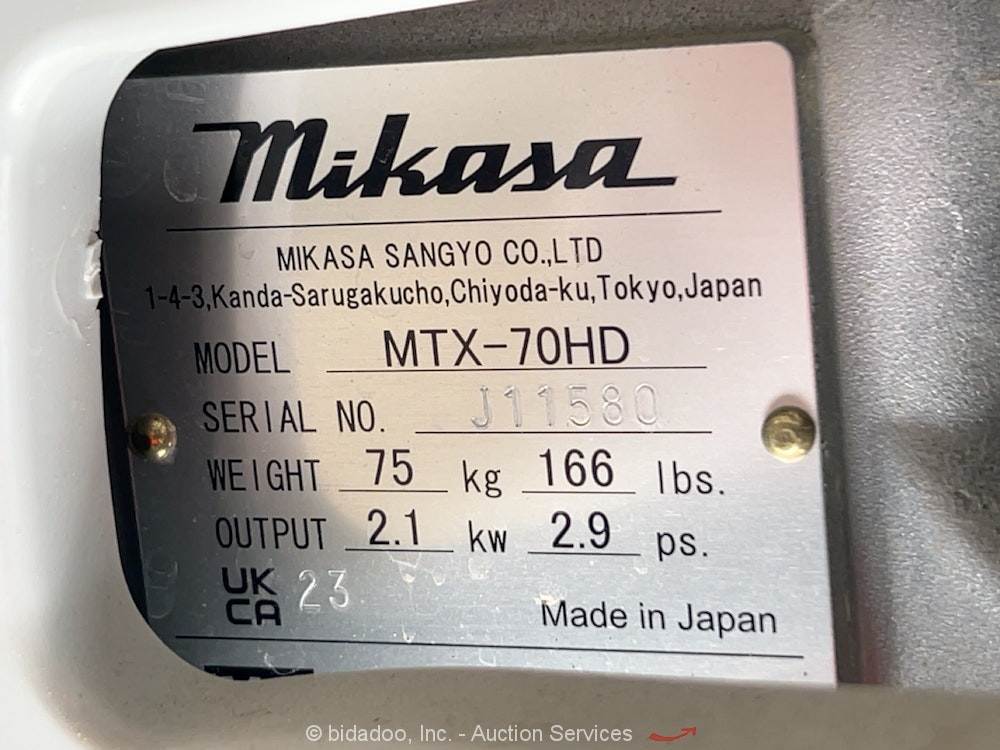 mikasa
MIKASA SANGYO CO.,LTD
1-4-3,Kanda-Sarugakucho,Chiyoda-ku,Tokyo,Japan
MODEL MTX-70HD
SERIAL NO. J11580
WEIGHT 75 kg 166 lbs.
OUTPUT 2.1 kw 2.9 ps.
UK
CA 23
Made in Japan
© bidadoo, Inc. - Auction Services